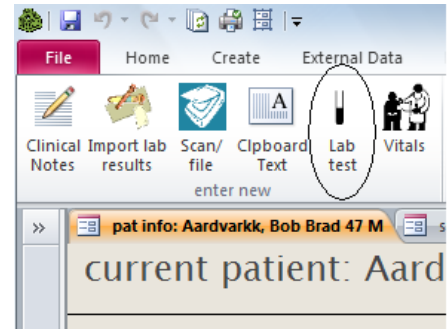 File Home Create External Data
Clinical Import lab Scan/ Clpboard Lab Vitals
Notes results file Text test
enter new
pat info: Aardvarkk, Bob Brad 47 M s
current patient: Aard